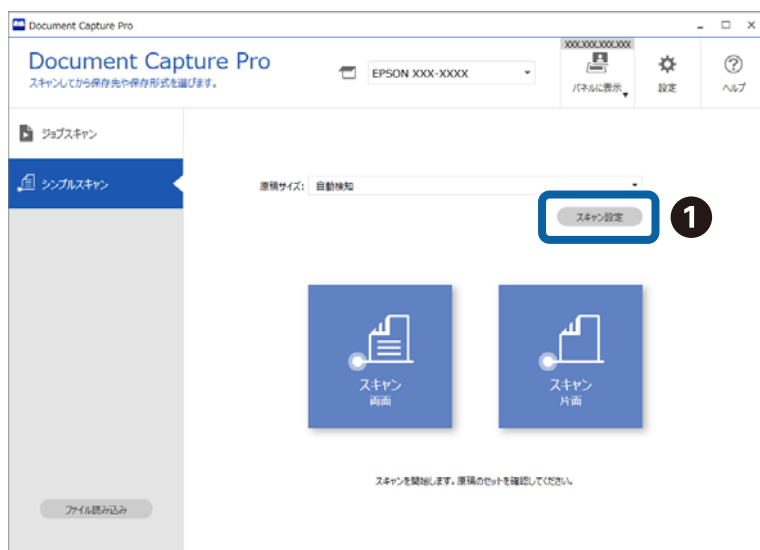 Document Capture Pro
Document Capture Pro
スキャンしてから保存先や保存形式を選びます。
EPSON XXX-XXXX
XXX.XXX.XXX.XXX
パネルに表示
設定
ヘルプ
ジョブスキャン
シンプルスキャン
原稿サイズ: 自動検知
スキャン設定
1
スキャン
両面
スキャン
片面
スキャンを開始します。原稿のセットを確認してください。
ファイル読み込み